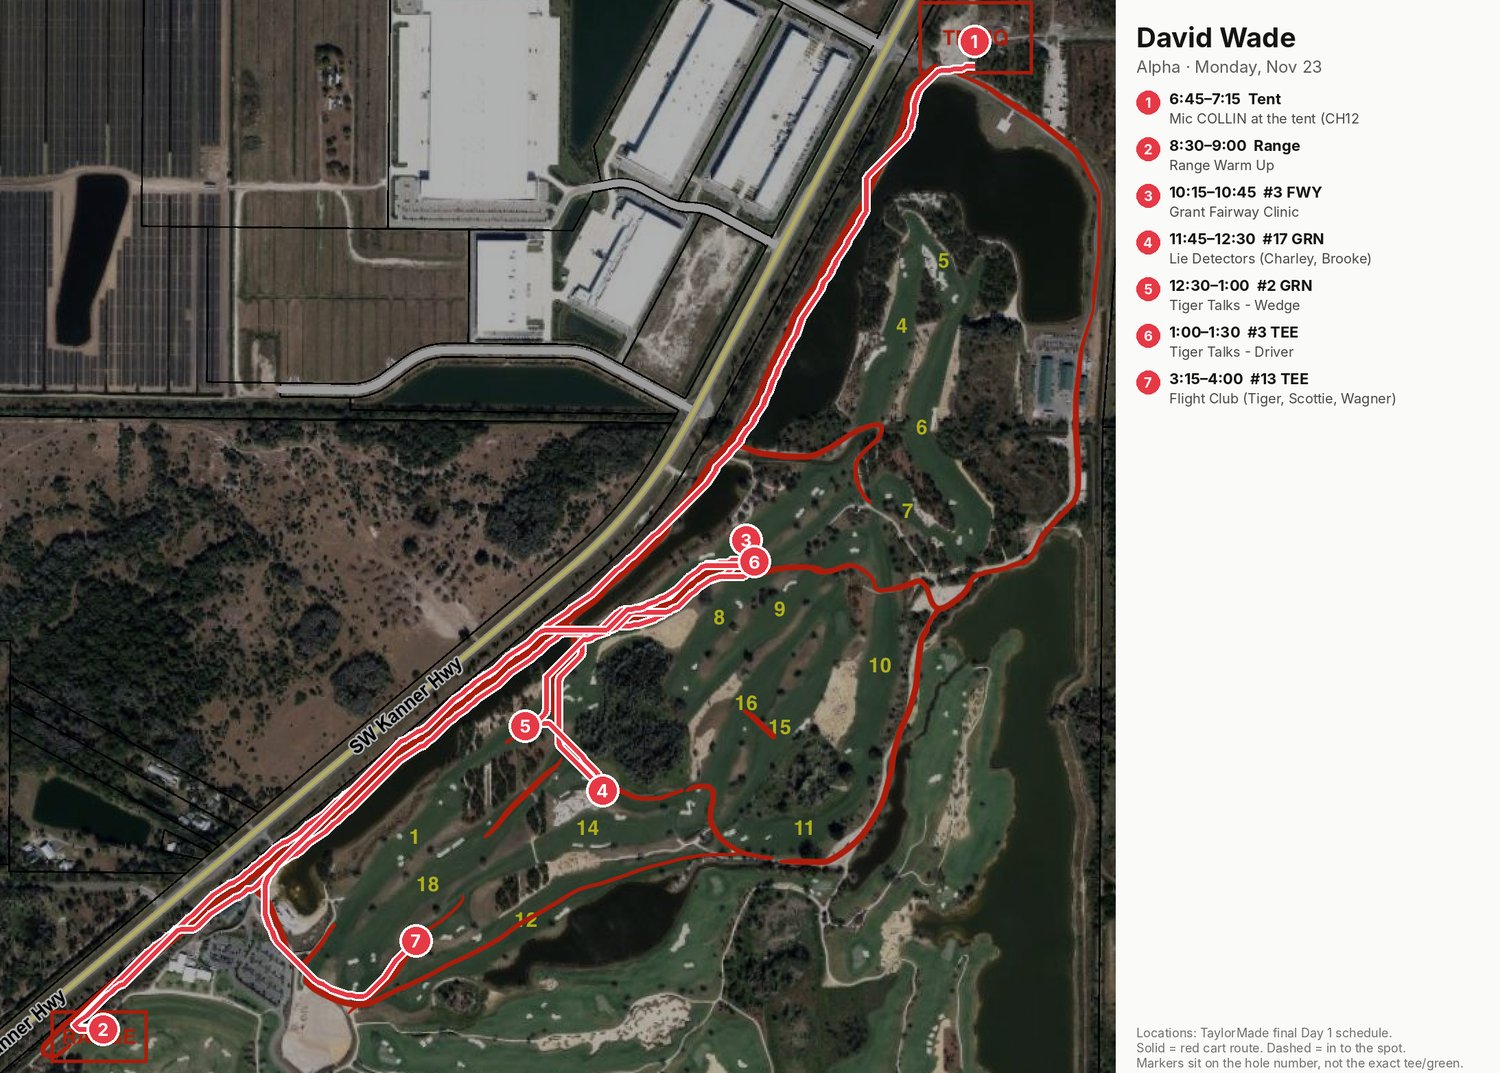 David Wade
Alpha · Monday, Nov 23
1 6:45–7:15 Tent
Mic COLLIN at the tent (CH12
2 8:30–9:00 Range
Range Warm Up
3 10:15–10:45 #3 FWY
Grant Fairway Clinic
4 11:45–12:30 #17 GRN
Lie Detectors (Charley, Brooke)
5 12:30–1:00 #2 GRN
Tiger Talks - Wedge
6 1:00–1:30 #3 TEE
Tiger Talks - Driver
7 3:15–4:00 #13 TEE
Flight Club (Tiger, Scottie, Wagner)
Locations: TaylorMade final Day 1 schedule.
Solid = red cart route. Dashed = in to the spot.
Markers sit on the hole number, not the exact tee/green.
1
5
4
6
7
3
6
8
9
10
16
15
SW Kanner Hwy
5
4
14
11
1
18
12
7
nner Hwy
2